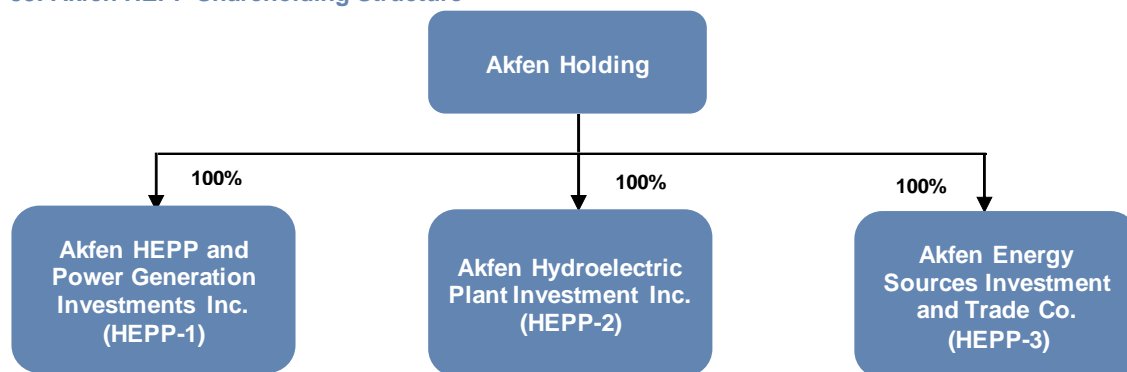 Akfen HEPP Shareholding Structure
Akfen Holding
100%
100%
100%
Akfen HEPP and
Power Generation
Investments Inc.
(HEPP-1)
Akfen Hydroelectric
Plant Investment Inc.
(HEPP-2)
Akfen Energy
Sources Investment
and Trade Co.
(HEPP-3)